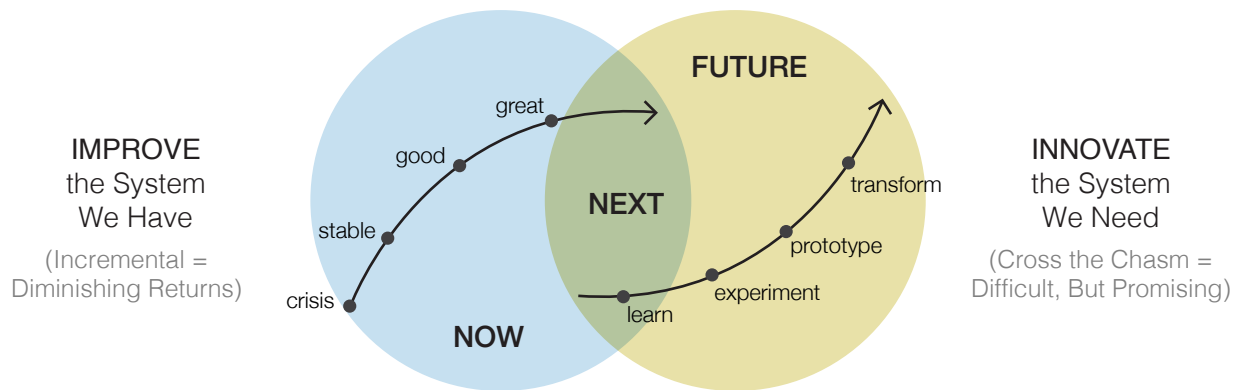 IMPROVE
the System
We Have
(Incremental =
Diminishing Returns)
great
good
stable
crisis
NOW
NEXT
FUTURE
learn
experiment
prototype
transform
INNOVATE
the System
We Need
(Cross the Chasm =
Difficult, But Promising)